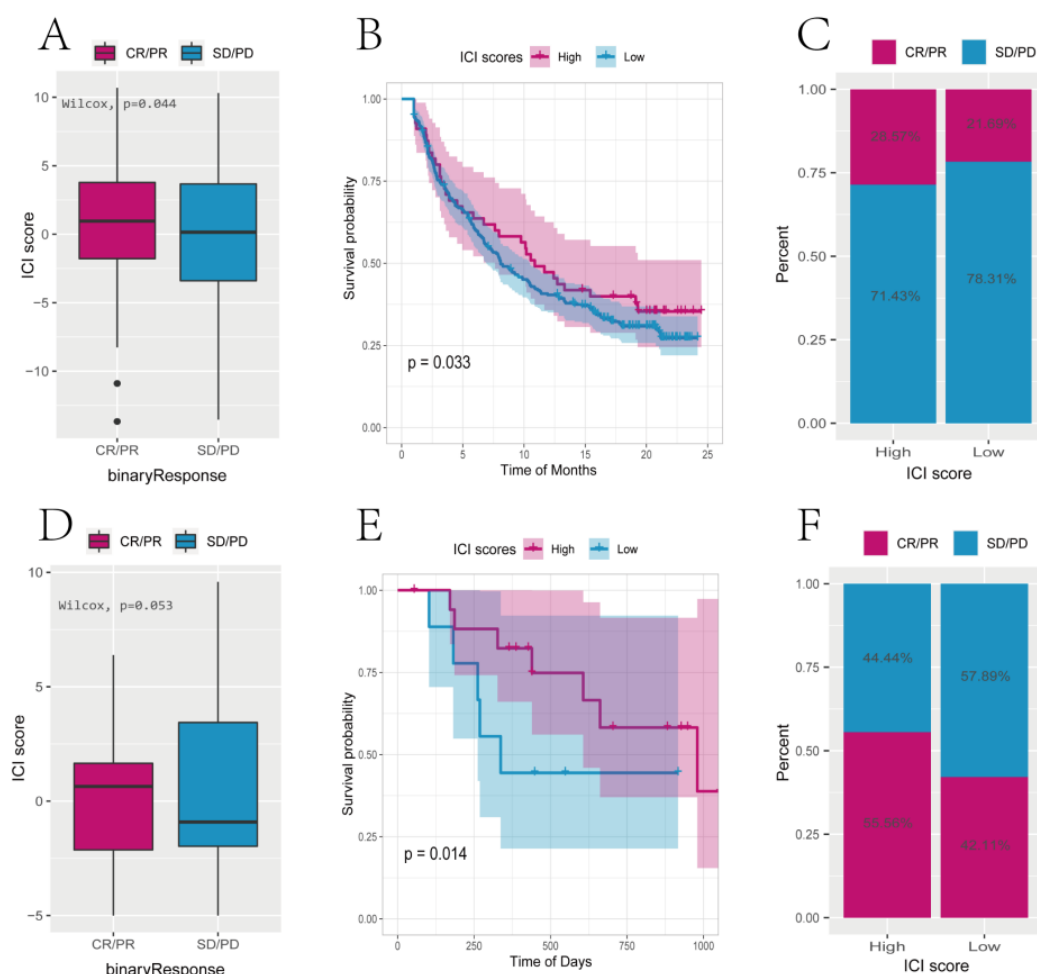 A
CR/PR SD/PD
Wilcox, p=0.044
10
5
0
−5
−10
ICI score
CR/PR SD/PD
binaryResponse
B
ICI scores High Low
1.00
0.75
0.50
0.25
0.00
Survival probability
p = 0.033
0 5 10 15 20 25
Time of Months
C
CR/PR SD/PD
1.00
0.75
0.50
0.25
0.00
Percent
28.57%
71.43%
21.69%
78.31%
High Low
ICI score
D
CR/PR SD/PD
Wilcox, p=0.053
10
5
0
−5
ICI score
CR/PR SD/PD
binaryResponse
E
ICI scores High Low
1.00
0.75
0.50
0.25
0.00
Survival probability
p = 0.014
0 250 500 750 1000
Time of Days
F
CR/PR SD/PD
1.00
0.75
0.50
0.25
0.00
Percent
44.44%
55.56%
57.89%
42.11%
High Low
ICI score